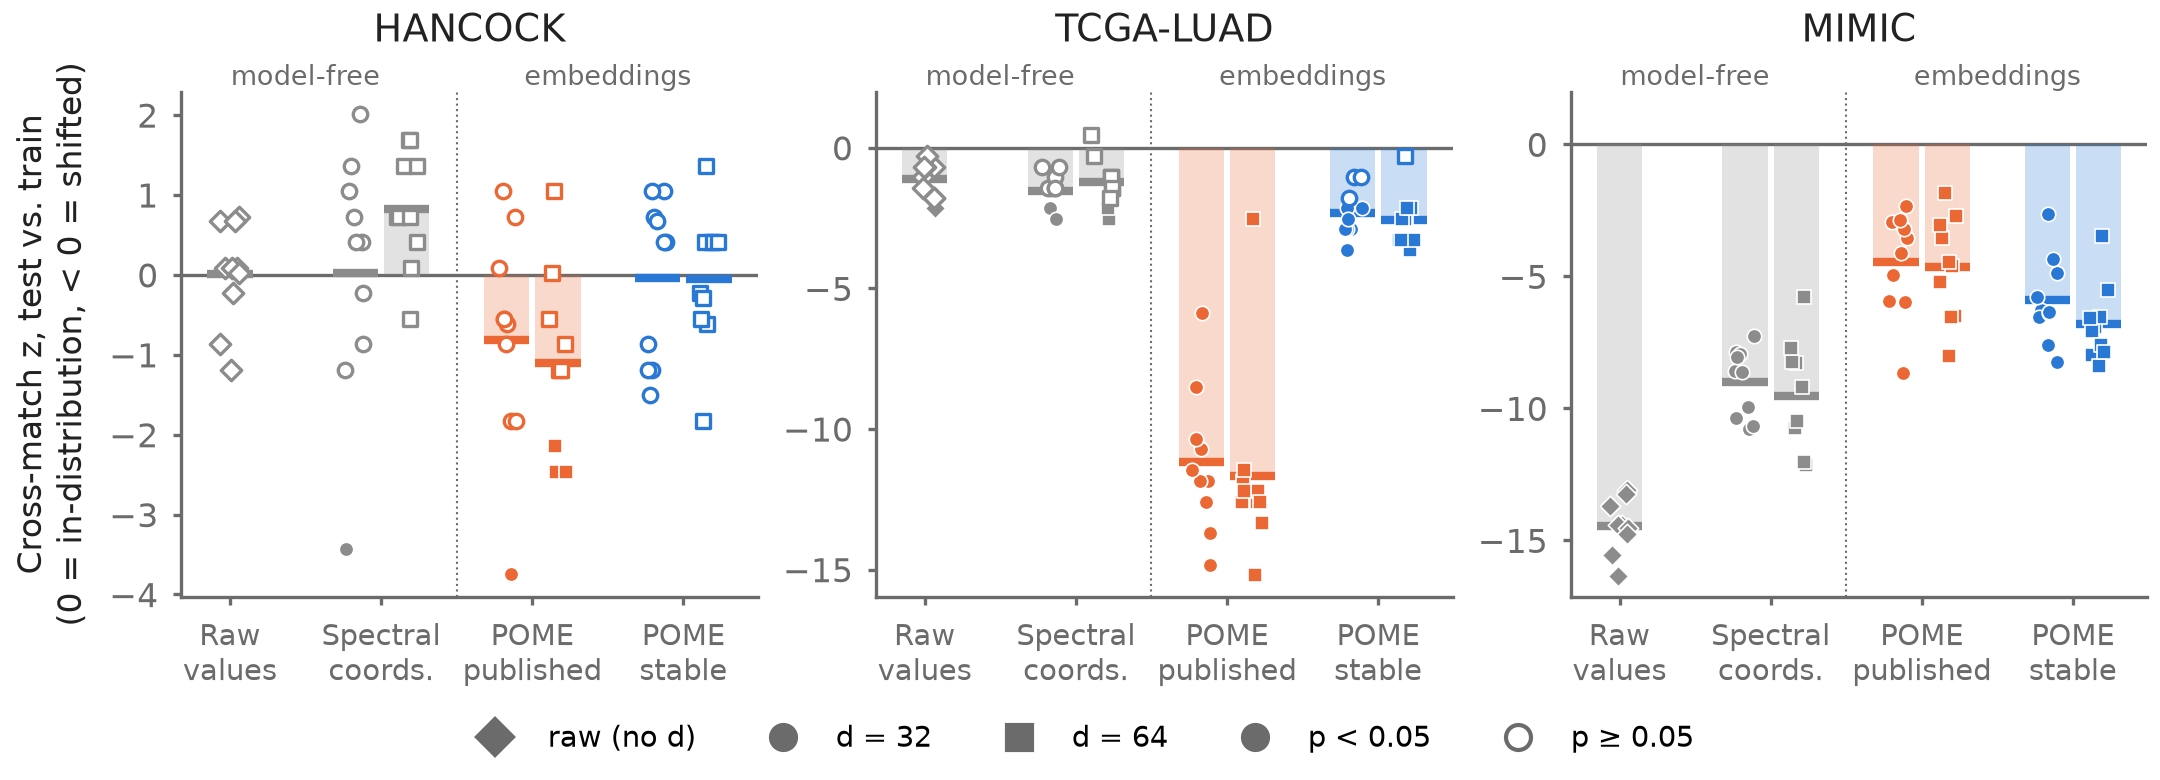 HANCOCK
TCGA-LUAD
MIMIC
model-free
embeddings
model-free
embeddings
model-free
embeddings
Cross-match z, test vs. train
(0 = in-distribution, < 0 = shifted)
2
1
0
−1
−2
−3
−4
0
−5
−10
−15
0
−5
−10
−15
Raw
values
Spectral
coords.
POME
published
POME
stable
Raw
values
Spectral
coords.
POME
published
POME
stable
Raw
values
Spectral
coords.
POME
published
POME
stable
raw (no d)
d = 32
d = 64
p < 0.05
p ≥ 0.05